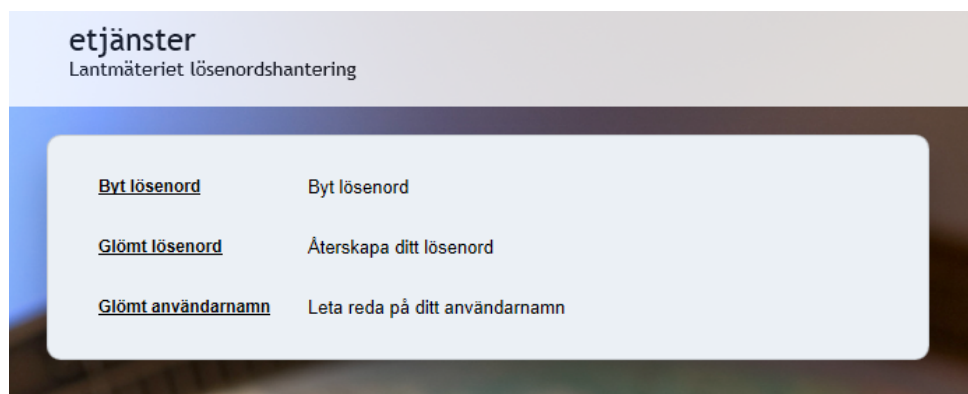 etjänster
Lantmäteriet lösenordshantering
Byt lösenord Byt lösenord
Glömt lösenord Återskapa ditt lösenord
Glömt användarnamn Leta reda på ditt användarnamn